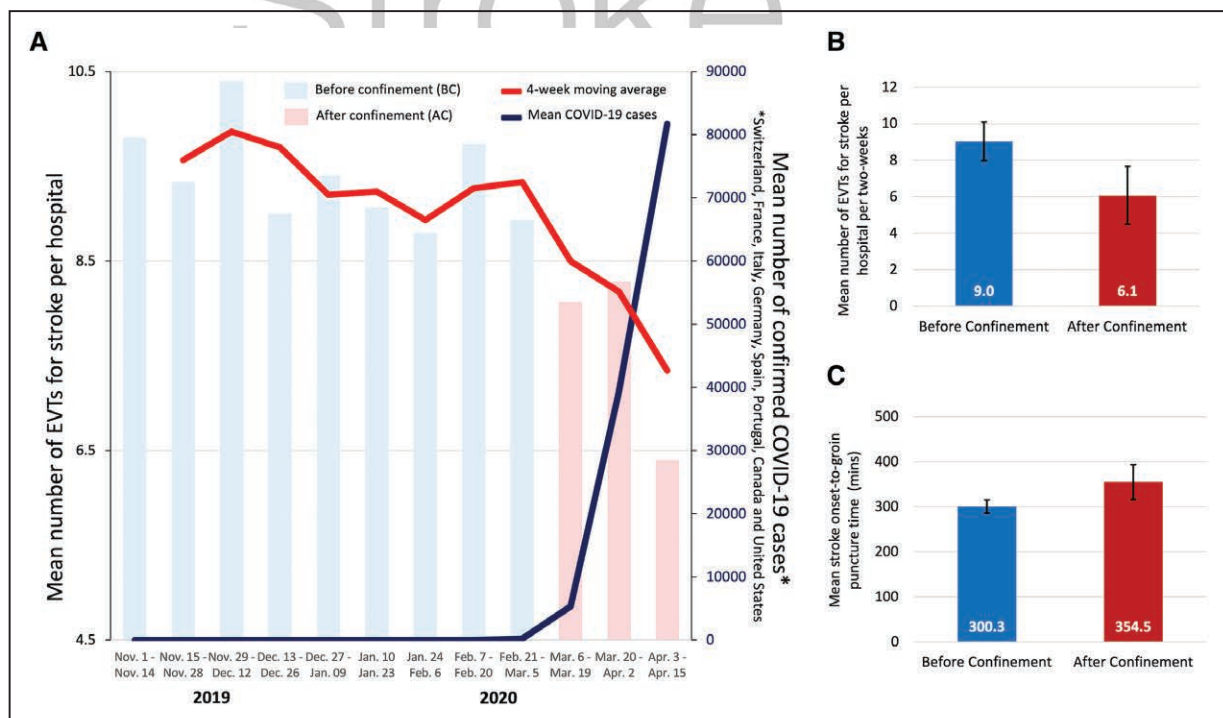 Stroke
A
10.5
8.5
6.5
4.5
Mean number of EVTs for stroke per hospital
Before confinement (BC)
4-week moving average
After confinement (AC)
Mean COVID-19 cases
90000
80000
70000
60000
50000
40000
30000
20000
10000
0
Mean number of confirmed COVID-19 cases*
*Switzerland, France, Italy, Germany, Spain, Portugal, Canada and United States
Nov. 1 - Nov. 15 - Nov. 29 - Dec. 13 - Dec. 27 - Jan. 10 Jan. 24 Feb. 7 - Feb. 21 - Mar. 6 - Mar. 20 - Apr. 3 -
Nov. 14 Nov. 28 Dec. 12 Dec. 26 Jan. 09 Jan. 23 Feb. 6 Feb. 20 Mar. 5 Mar. 19 Apr. 2 Apr. 15
2019 2020
B
Mean number of EVTs for stroke per
hospital per two-weeks
12
10
8
6
4
2
0
9.0 6.1
Before Confinement After Confinement
C
Mean stroke onset-to-groin
puncture time (mins)
500
400
300
200
100
0
300.3 354.5
Before Confinement After Confinement